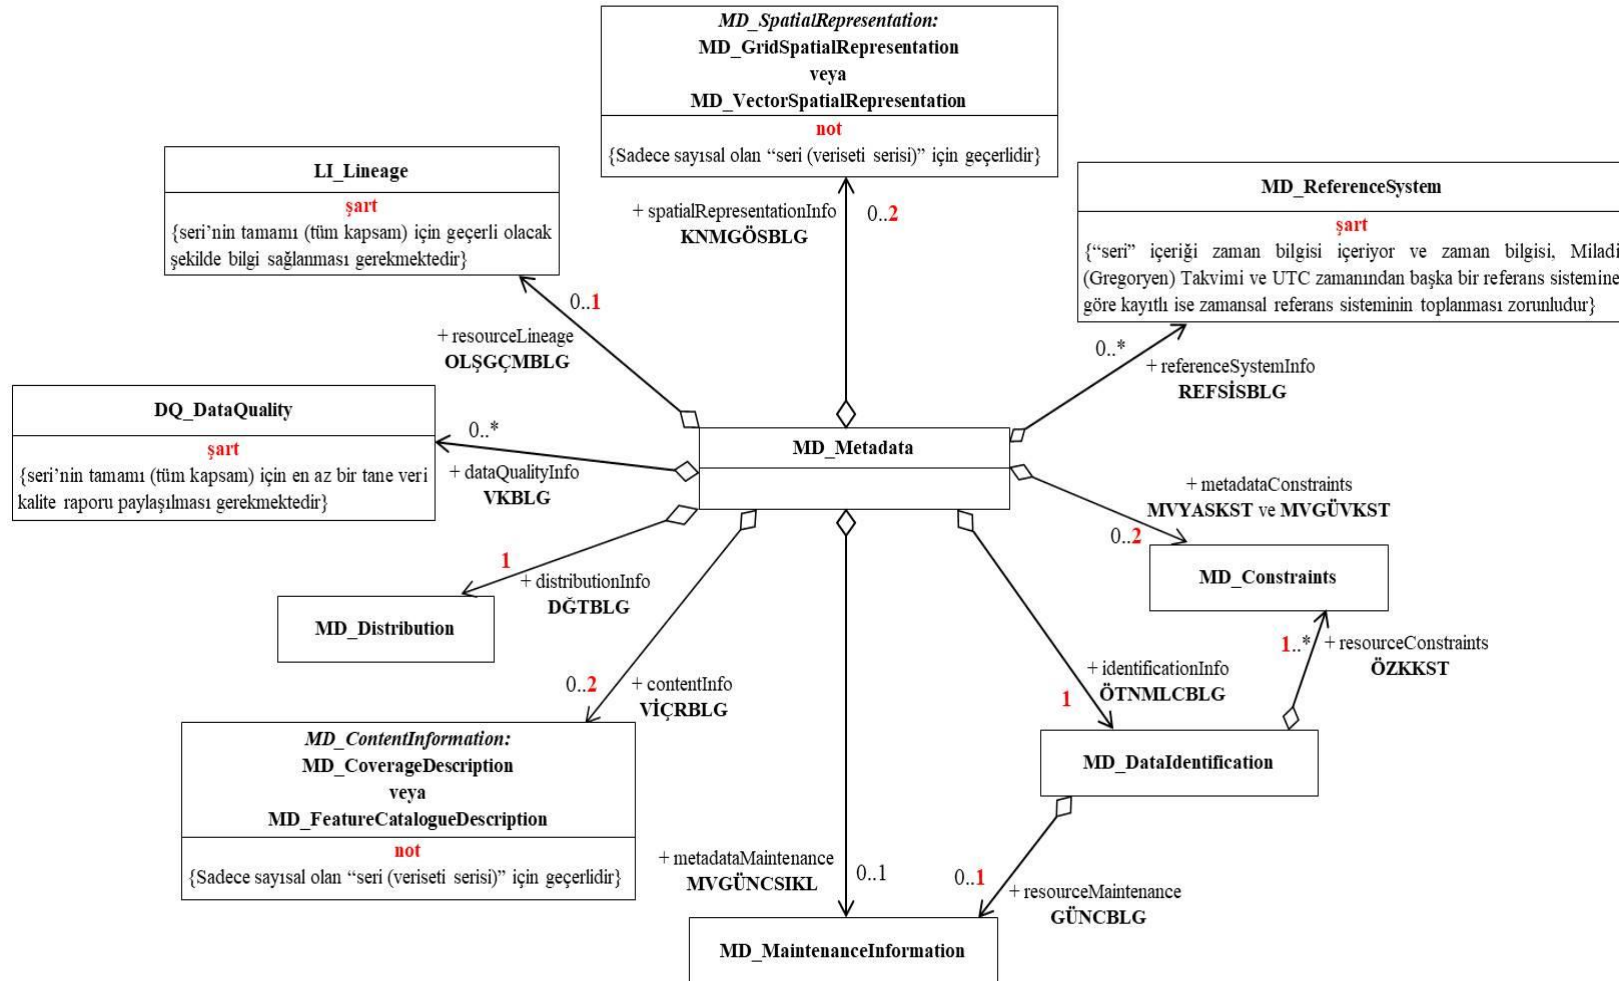 MD_SpatialRepresentation:
MD_GridSpatialRepresentation
veya
MD_VectorSpatialRepresentation
not
{Sadece sayısal olan “seri (veriseti serisi)” için geçerlidir}
LI_Lineage
şart
{seri’nin tamamı (tüm kapsam) için geçerli olacak
şekilde bilgi sağlanması gerekmektedir}
MD_ReferenceSystem
şart
{“seri” içeriği zaman bilgisi içeriyor ve zaman bilgisi, Miladi
(Gregoryen) Takvimi ve UTC zamanından başka bir referans sistemine
göre kayıtlı ise zamansal referans sisteminin toplanması zorunludur}
+ spatialRepresentationInfo
KNMGÖSBLG
0..2
0..1
+ resourceLineage
OLŞGÇMBLG
0..*
+ referenceSystemInfo
REFSİSBLG
DQ_DataQuality
şart
{seri’nin tamamı (tüm kapsam) için en az bir tane veri
kalite raporu paylaşılması gerekmektedir}
0..*
+ dataQualityInfo
VKBLG
MD_Metadata
+ metadataConstraints
MVYASKST ve MVGÜVKST
0..2
MD_Constraints
1
+ distributionInfo
DĞTBLG
MD_Distribution
1..*
+ resourceConstraints
ÖZKKST
+ identificationInfo
ÖTNMLCBLG
1
0..2
+ contentInfo
VİÇRBLG
MD_ContentInformation:
MD_CoverageDescription
veya
MD_FeatureCatalogueDescription
not
{Sadece sayısal olan “seri (veriseti serisi)” için geçerlidir}
MD_DataIdentification
+ metadataMaintenance
MVGÜNCSIKL
0..1
0..1
+ resourceMaintenance
GÜNCBLG
MD_MaintenanceInformation